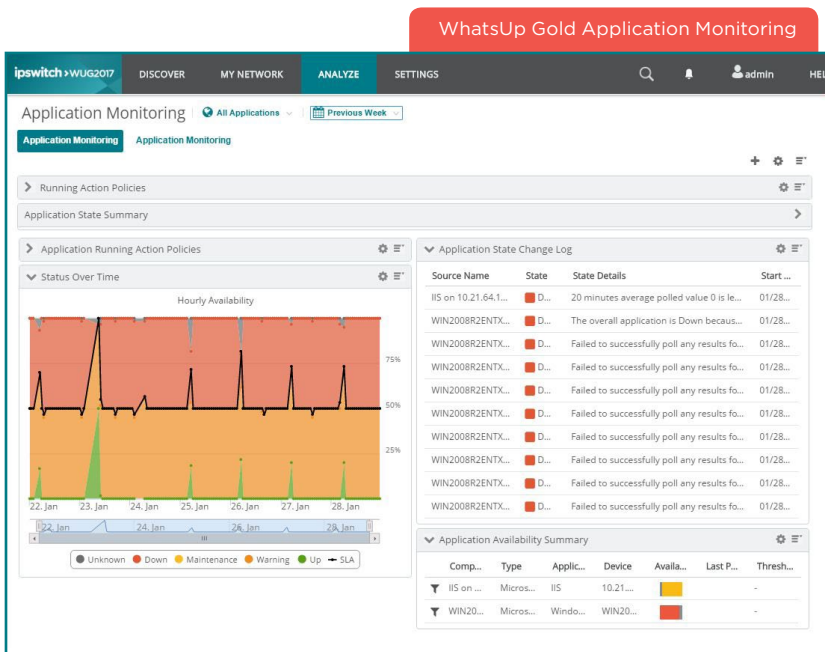 WhatsUp Gold Application Monitoring
ipswitch > WUG2017 DISCOVER MY NETWORK ANALYZE SETTINGS admin HEL
Application Monitoring All Applications Previous Week
Application Monitoring Application Monitoring
Running Action Policies
Application State Summary
Application Running Action Policies
Status Over Time
Hourly Availability
75%
50%
25%
22. Jan 23. Jan 24. Jan 25. Jan 26. Jan 27. Jan 28. Jan
22. Jan 24. Jan 26. Jan 28. Jan
Unknown Down Maintenance Warning Up SLA
Application State Change Log
Source Name State State Details Start ...
IIS on 10.21.64.1... D... 20 minutes average polled value 0 is le... 01/28...
WIN2008R2ENTX... D... The overall application is Down becaus... 01/28...
WIN2008R2ENTX... D... Failed to successfully poll any results fo... 01/28...
WIN2008R2ENTX... D... Failed to successfully poll any results fo... 01/28...
WIN2008R2ENTX... D... Failed to successfully poll any results fo... 01/28...
WIN2008R2ENTX... D... Failed to successfully poll any results fo... 01/28...
WIN2008R2ENTX... D... Failed to successfully poll any results fo... 01/28...
WIN2008R2ENTX... D... Failed to successfully poll any results fo... 01/28...
WIN2008R2ENTX... D... Failed to successfully poll any results fo... 01/28...
WIN2008R2ENTX... D... Failed to successfully poll any results fo... 01/28...
Application Availability Summary
Comp... Type Applic... Device Availa... Last P... Thresh...
IIS on ... Micros... IIS 10.21.... -
WIN20... Micros... Windo... WIN20... -